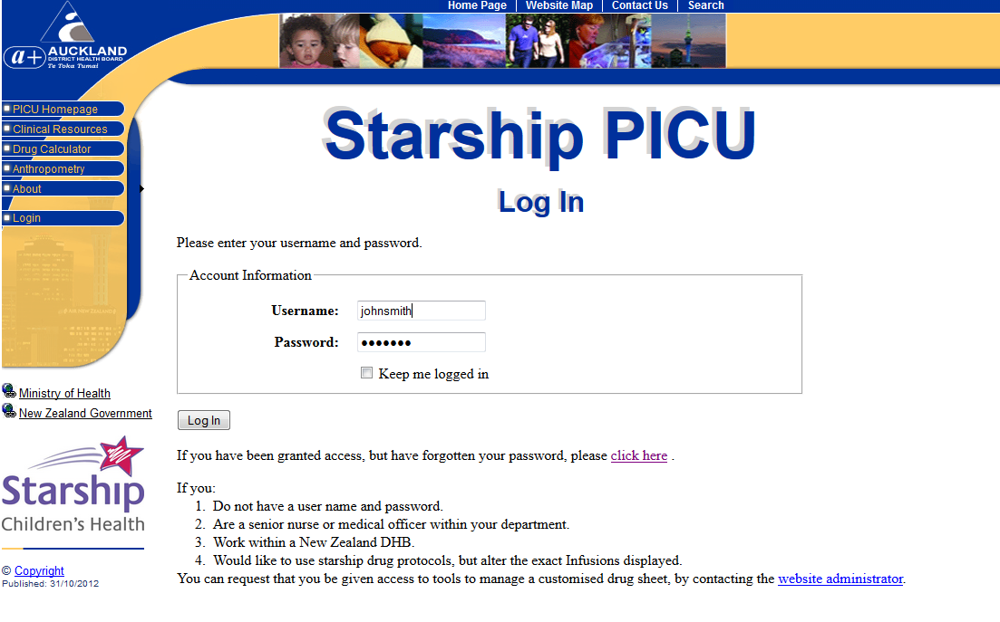 Home Page | Website Map | Contact Us | Search
a+ AUCKLAND
DISTRICT HEALTH BOARD
Te Toka Tumai
PICU Homepage
Clinical Resources
Drug Calculator
Anthropometry
About
Login
Ministry of Health
New Zealand Government
Starship
Children's Health
© Copyright
Published: 31/10/2012
Starship PICU
Log In
Please enter your username and password.
Account Information
Username: johnsmith
Password: •••••••
Keep me logged in
Log In
If you have been granted access, but have forgotten your password, please click here .
If you:
1. Do not have a user name and password.
2. Are a senior nurse or medical officer within your department.
3. Work within a New Zealand DHB.
4. Would like to use starship drug protocols, but alter the exact Infusions displayed.
You can request that you be given access to tools to manage a customised drug sheet, by contacting the website administrator.